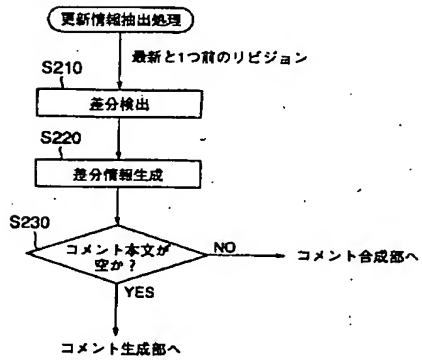 更新情報抽出処理
最新と1つ前のリビジョン
S210
差分検出
S220
差分情報生成
S230
コメント本文が
空か?
NO
コメント合成部へ
YES
コメント生成部へ